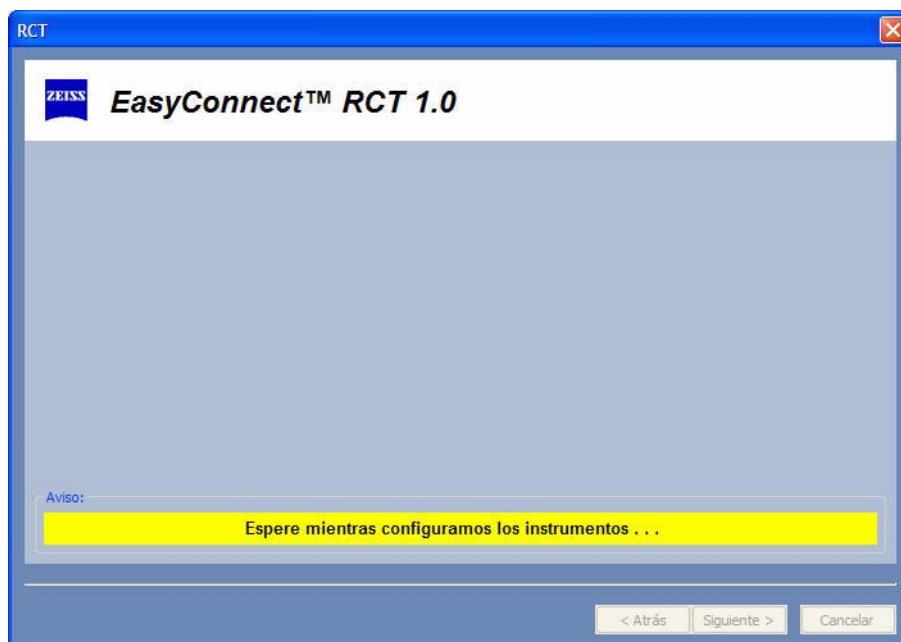 RCT
ZEISS
EasyConnect™ RCT 1.0
Aviso:
Espere mientras configuramos los instrumentos . . .
< Atrás
Siguiente >
Cancelar